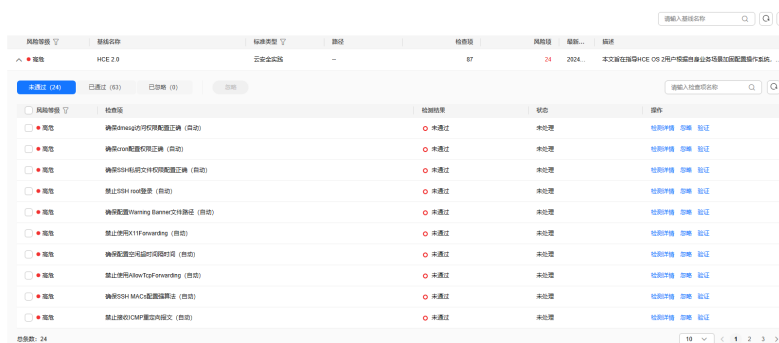 请输入基线名称
风险等级 基线名称 标准类型 路径 检查项 风险项 最新... 描述
高危 HCE 2.0 云安全实践 -- 87 24 2024... 本文旨在指导HCE OS 2用户根据自身业务场景加固配置操作系统, ...
未通过 (24) 已通过 (63) 已忽略 (0) 忽略 请输入检查项名称
风险等级 检查项 检测结果 状态 操作
高危 确保dmesg访问权限配置正确 (自动) 未通过 未处理 检测详情 忽略 验证
高危 确保cron配置权限正确 (自动) 未通过 未处理 检测详情 忽略 验证
高危 确保SSH私钥文件权限配置正确 (自动) 未通过 未处理 检测详情 忽略 验证
高危 禁止SSH root登录 (自动) 未通过 未处理 检测详情 忽略 验证
高危 确保配置Warning Banner文件路径 (自动) 未通过 未处理 检测详情 忽略 验证
高危 禁止使用X11Forwarding (自动) 未通过 未处理 检测详情 忽略 验证
高危 确保配置空闲超时间隔时间 (自动) 未通过 未处理 检测详情 忽略 验证
高危 禁止使用AllowTcpForwarding (自动) 未通过 未处理 检测详情 忽略 验证
高危 确保SSH MACs配置强算法 (自动) 未通过 未处理 检测详情 忽略 验证
高危 禁止接收ICMP重定向报文 (自动) 未通过 未处理 检测详情 忽略 验证
总条数: 24 10 < 1 2 3 >